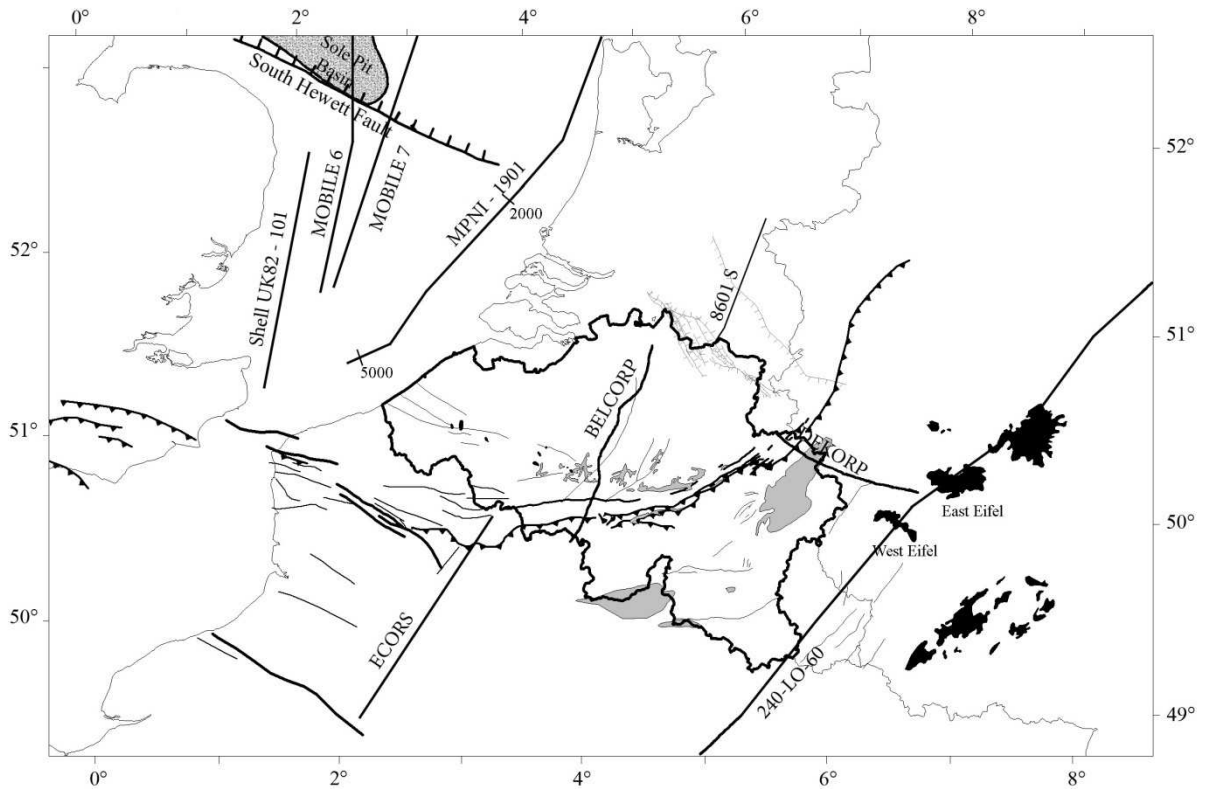 0°
2°
4°
6°
8°
Sole Pit
Basin
South Hewett Fault
MOBILE 6
MOBILE 7
MPNI - 1901
2000
52°
52°
Shell UK82 - 101
8601 S
51°
5000
BELCORP
51°
DEKORP
East Eifel
50°
West Eifel
50°
ECORS
240-LO-60
49°
0°
2°
4°
6°
8°